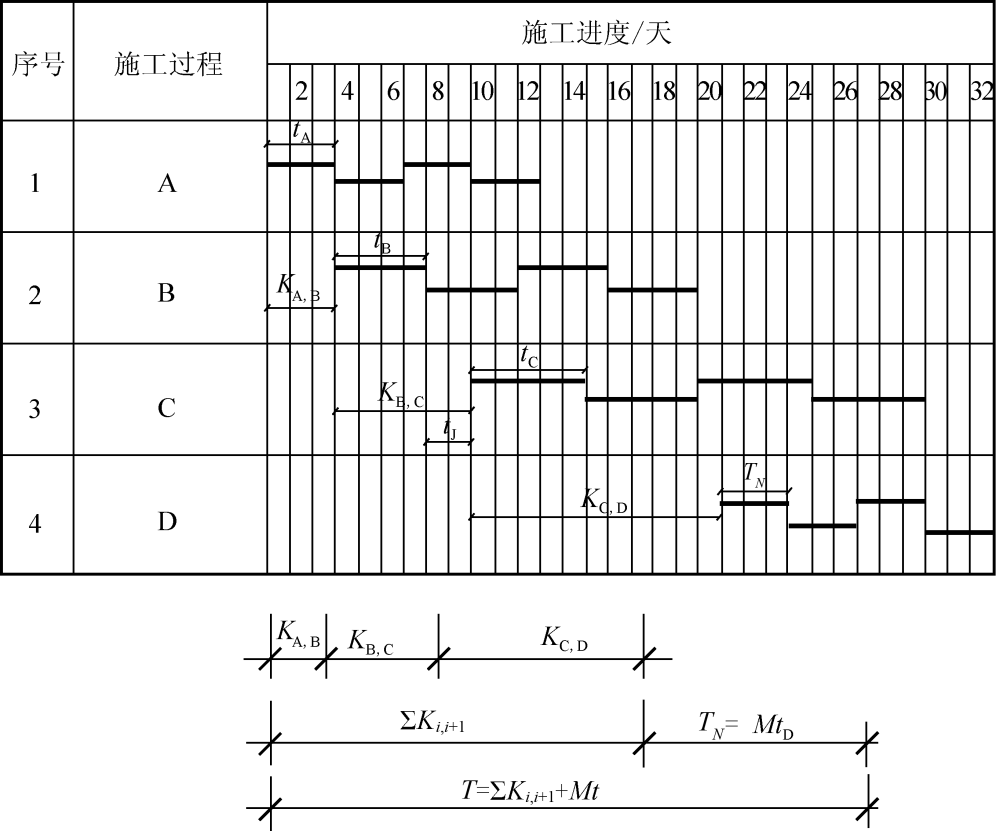 序号 施工过程 施工进度/天
2 4 6 8 10 12 14 16 18 20 22 24 26 28 30 32
tA
1 A
tB
2 B KA, B
tC
3 C KB, C
tJ
TN
4 D KC, D
KA, B KB, C KC, D
ΣKi,i+1 TN= MtD
T=ΣKi,i+1+Mt